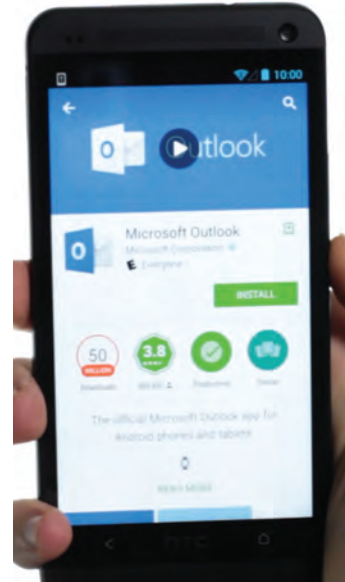 10:00
Outlook
Microsoft Outlook
Microsoft Corporation
Everyone
INSTALL
50
MILLION
Downloads
3.8
Productivity
Similar
The official Microsoft Outlook app for
Android phones and tablets
READ MORE
hTC